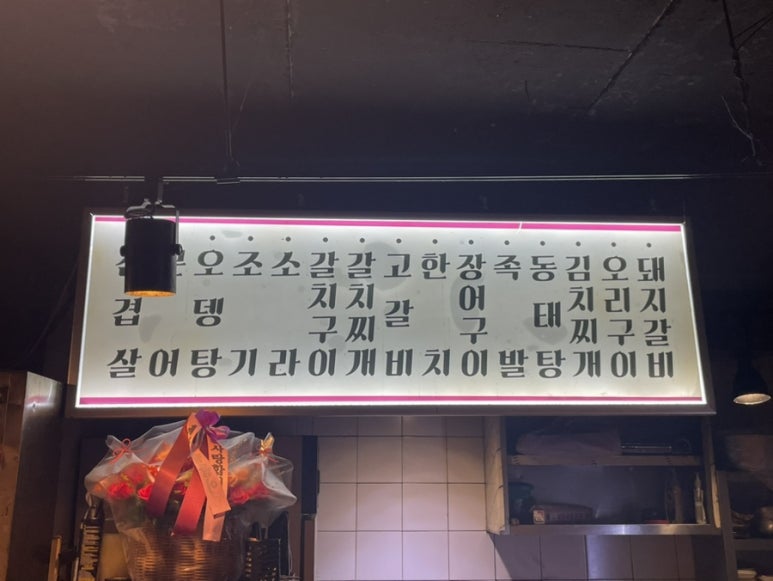 돼지갈비
오리구이
김치찌개
동태탕
족발
장어구이
한치
고갈비
갈치찌개
갈치구이
소라
조기
오뎅탕